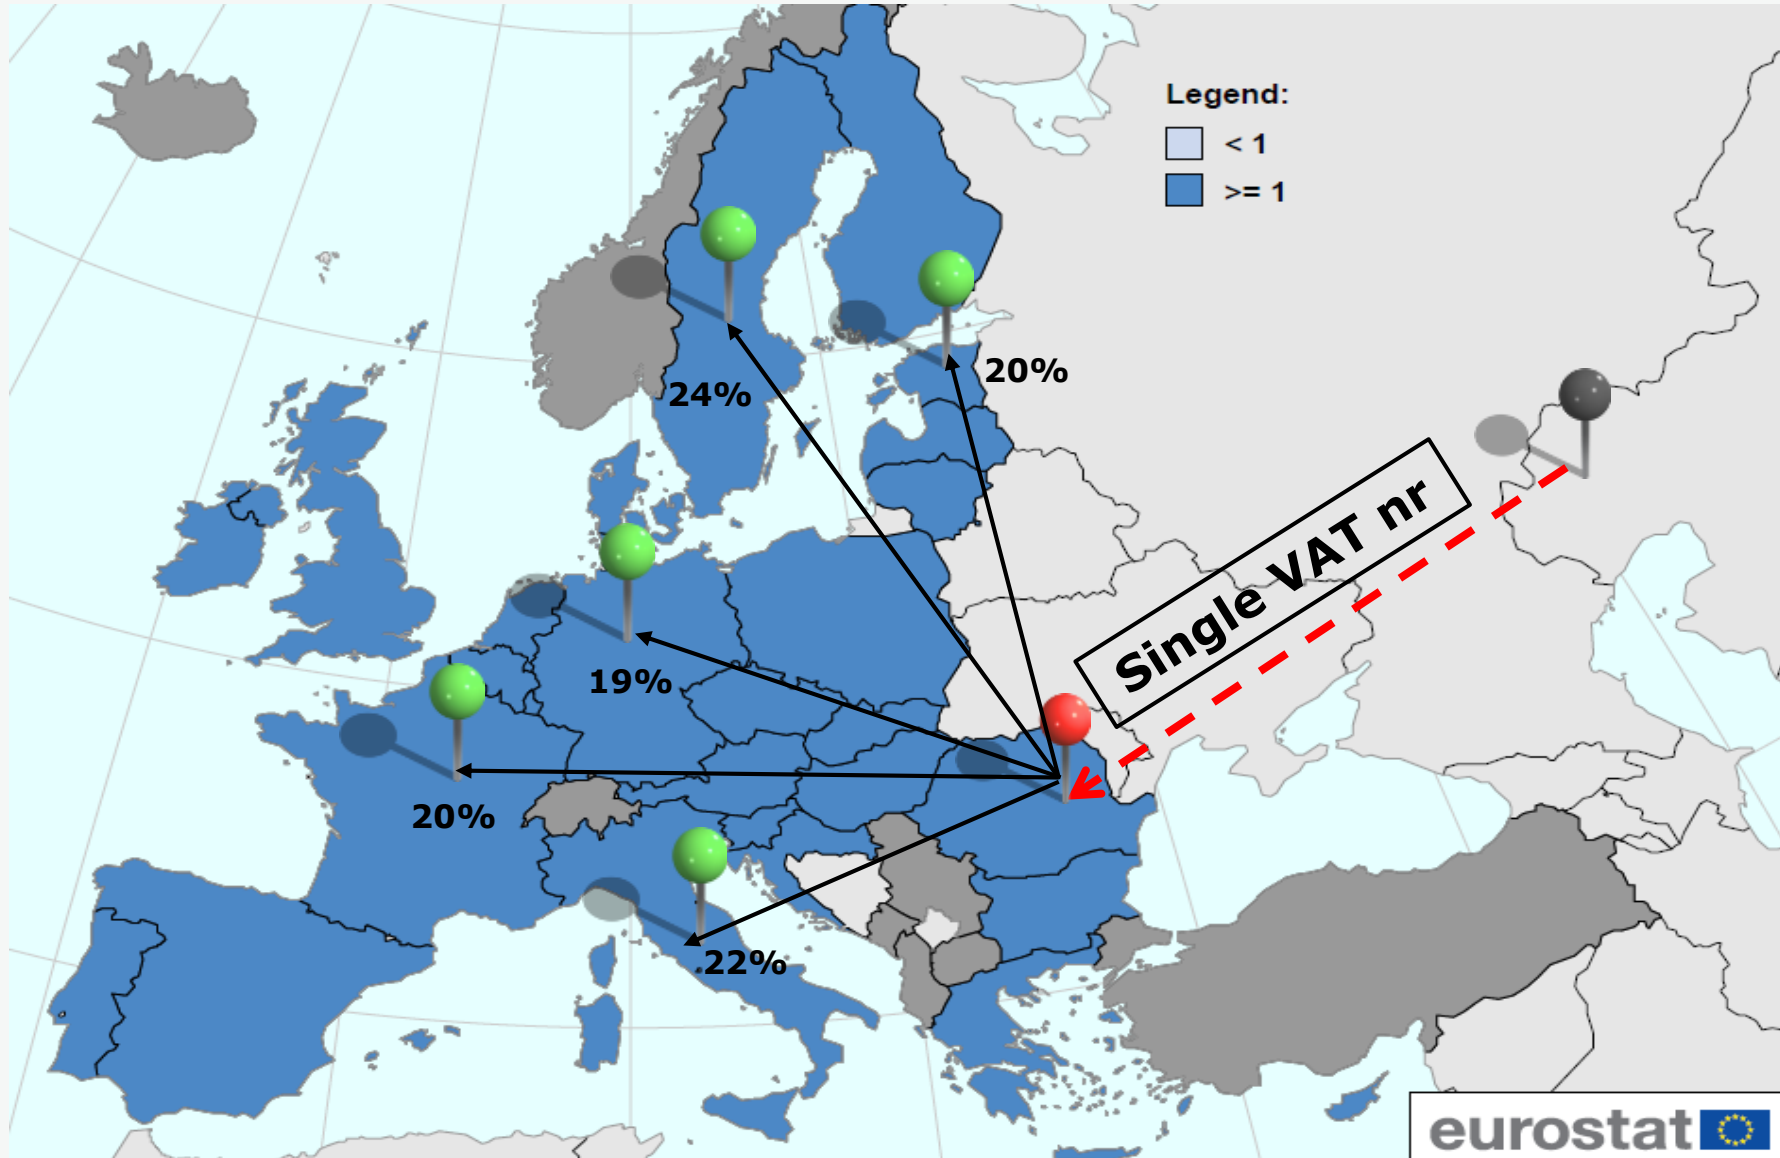 Legend:
< 1
>= 1
24%
20%
Single VAT nr
19%
20%
22%
eurostat